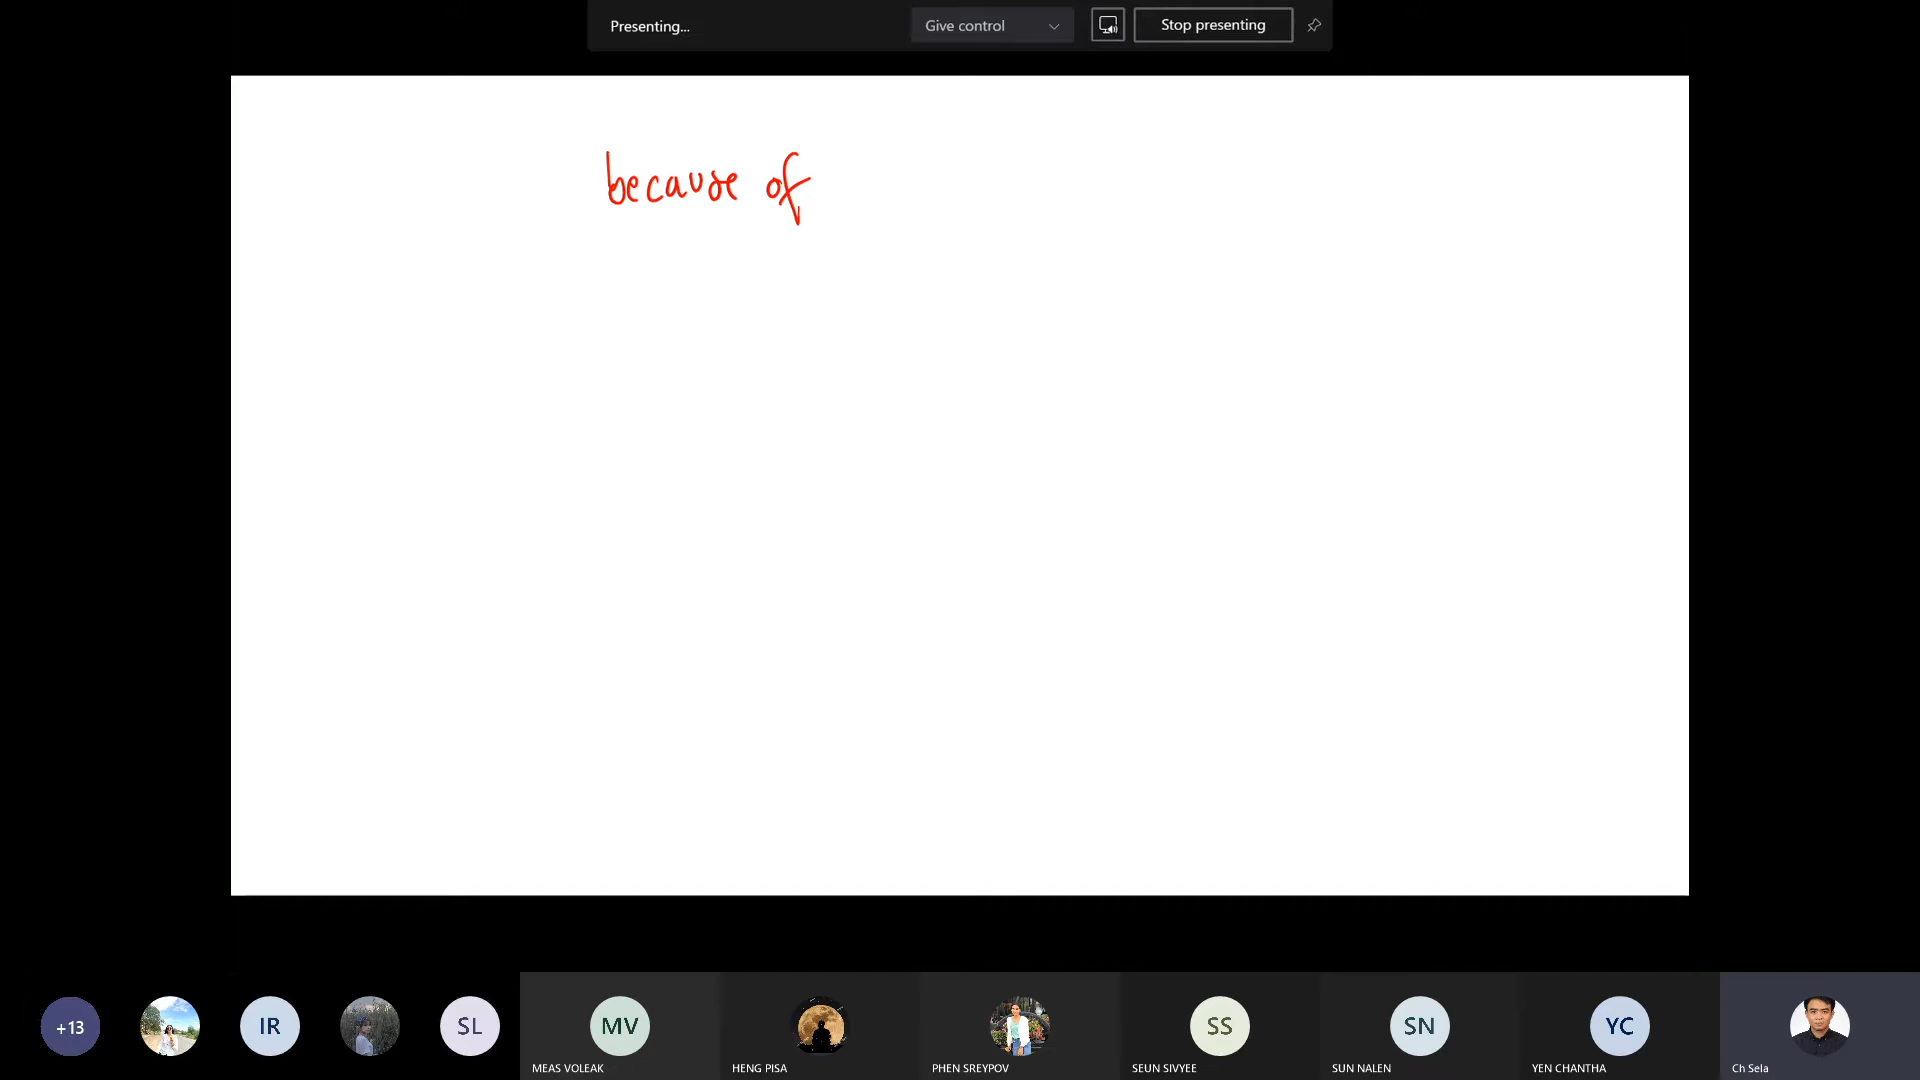 Presenting...
Give control
Stop presenting
because of
+13
IR
SL
MV
SS
SN
YC
MEAS VOLEAK
HENG PISA
PHEN SREYPOV
SEUN SIVYEE
SUN NALEN
YEN CHANTHA
Ch Sela